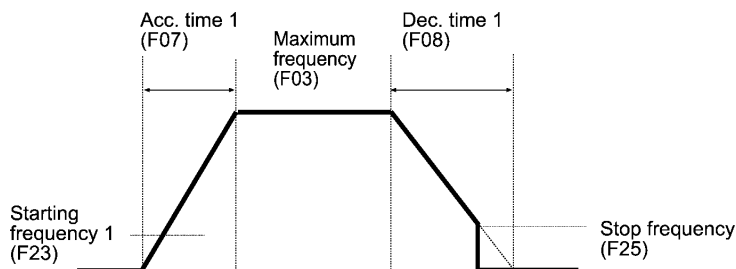 Acc. time 1
(F07)
Maximum
frequency
(F03)
Dec. time 1
(F08)
Starting
frequency 1
(F23)
Stop frequency
(F25)